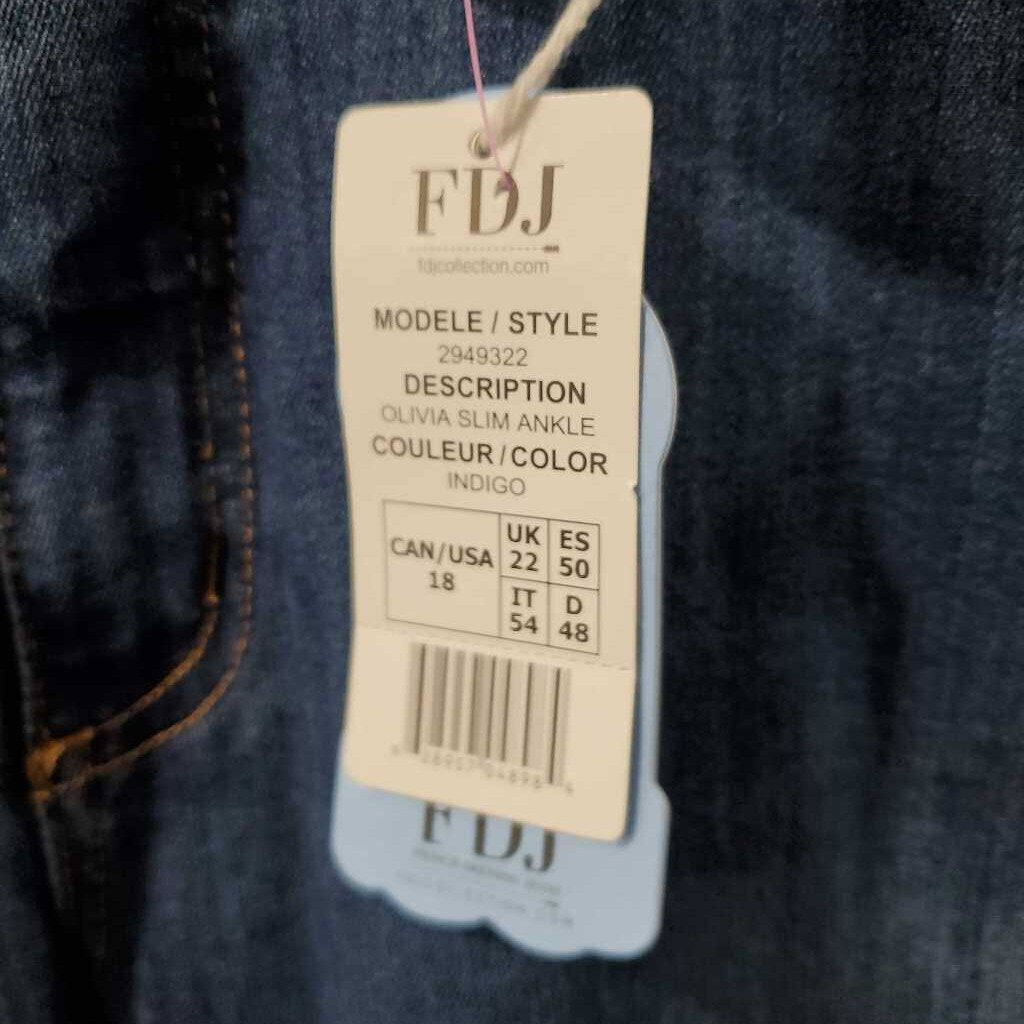 FDJ
fdjcollection.com
MODELE / STYLE
2949322
DESCRIPTION
OLIVIA SLIM ANKLE
COULEUR / COLOR
INDIGO
CAN/USA
18
UK
22
ES
50
IT
54
D
48
FDJ